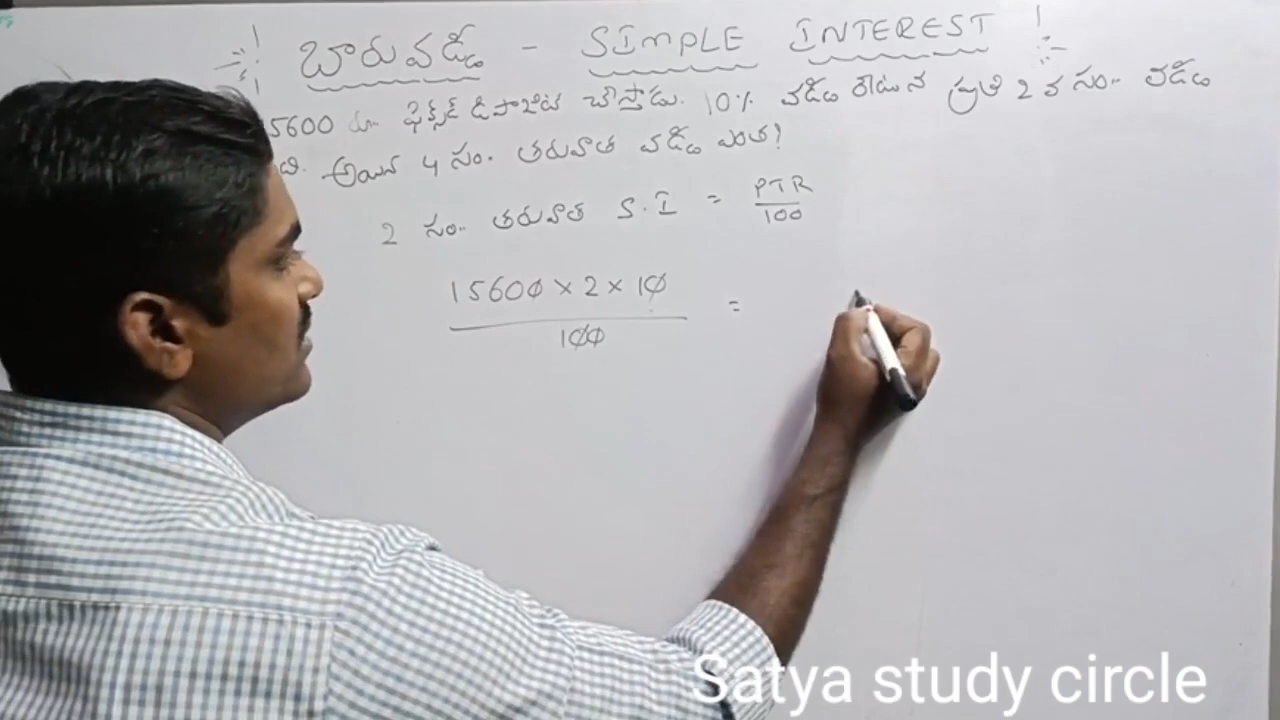 బారువడ్డీ - SIMPLE INTEREST
5600 రూ. ఫిక్స్డ్ డిపాజిట్ చేస్తాడు. 10% వడ్డీ రేటున ప్రతి 2 వ సం.. వడ్డీ
ది. అయిన 4 సం. తరువాత వడ్డీ ఎంత?
2 సం.. తరువాత S.I = PTR
100
15600 × 2 × 10 =
100
Satya study circle